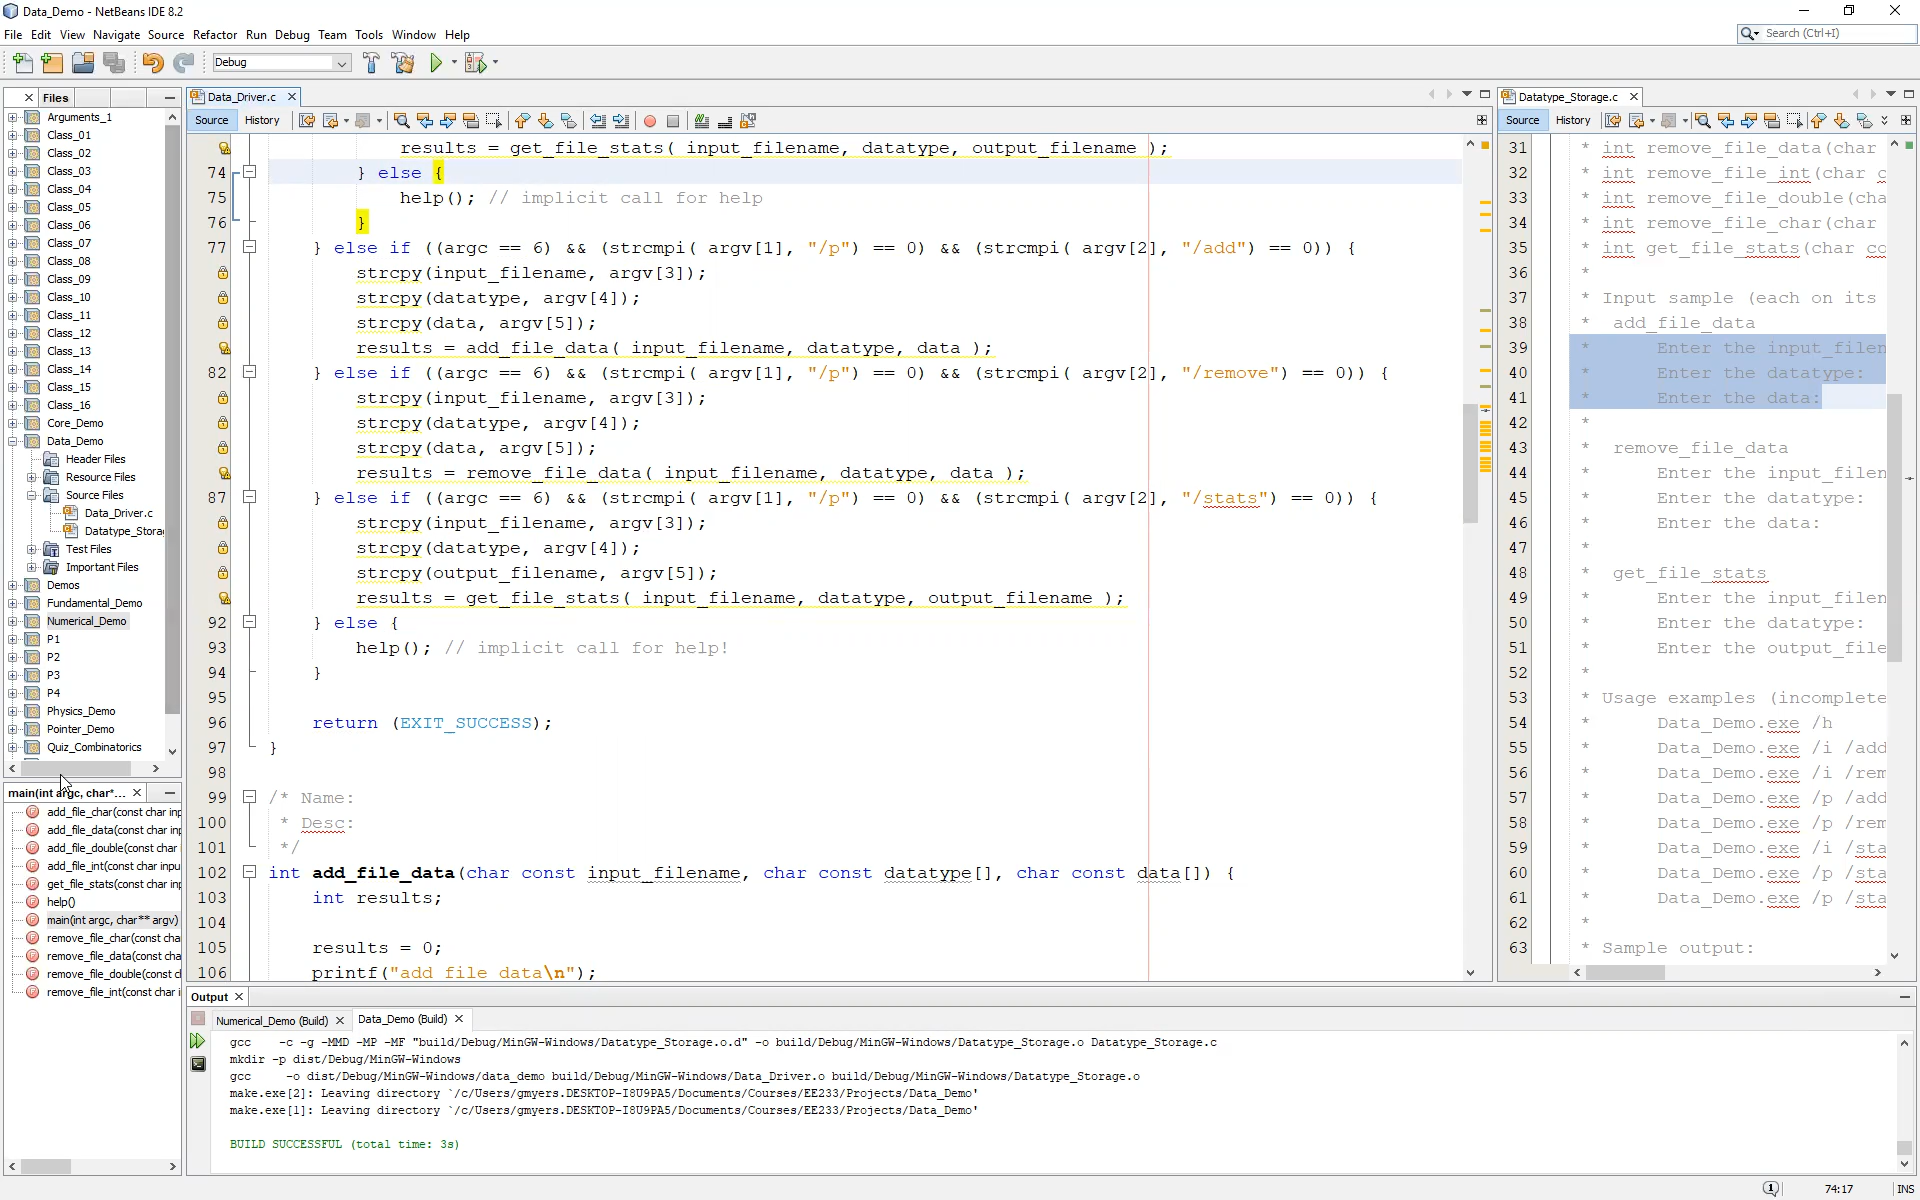 Data_Demo - NetBeans IDE 8.2
File Edit View Navigate Source Refactor Run Debug Team Tools Window Help
Search (Ctrl+I)
Debug
Files
Arguments_1
Class_01
Class_02
Class_03
Class_04
Class_05
Class_06
Class_07
Class_08
Class_09
Class_10
Class_11
Class_12
Class_13
Class_14
Class_15
Class_16
Core_Demo
Data_Demo
Header Files
Resource Files
Source Files
Data_Driver.c
Datatype_Stora
Test Files
Important Files
Demos
Fundamental_Demo
Numerical_Demo
P1
P2
P3
P4
Physics_Demo
Pointer_Demo
Quiz_Combinatorics
main(int argc, char*...
add_file_char(const char inp
add_file_data(const char inp
add_file_double(const char i
add_file_int(const char inpu
get_file_stats(const char inp
help()
main(int argc, char** argv)
remove_file_char(const cha
remove_file_data(const cha
remove_file_double(const cl
remove_file_int(const char i
Data_Driver.c
Source History
results = get_file_stats( input_filename, datatype, output_filename );
74 } else {
75 help(); // implicit call for help
76 }
77 } else if ((argc == 6) && (strcmpi( argv[1], "/p") == 0) && (strcmpi( argv[2], "/add") == 0)) {
strcpy(input_filename, argv[3]);
strcpy(datatype, argv[4]);
strcpy(data, argv[5]);
results = add_file_data( input_filename, datatype, data );
82 } else if ((argc == 6) && (strcmpi( argv[1], "/p") == 0) && (strcmpi( argv[2], "/remove") == 0)) {
strcpy(input_filename, argv[3]);
strcpy(datatype, argv[4]);
strcpy(data, argv[5]);
results = remove_file_data( input_filename, datatype, data );
87 } else if ((argc == 6) && (strcmpi( argv[1], "/p") == 0) && (strcmpi( argv[2], "/stats") == 0)) {
strcpy(input_filename, argv[3]);
strcpy(datatype, argv[4]);
strcpy(output_filename, argv[5]);
results = get_file_stats( input_filename, datatype, output_filename );
92 } else {
93 help(); // implicit call for help!
94 }
95
96 return (EXIT_SUCCESS);
97 }
98
99 /* Name:
100 * Desc:
101 */
102 int add_file_data(char const input_filename, char const datatype[], char const data[]) {
103 int results;
104
105 results = 0;
106 printf("add file data\n");
Datatype_Storage.c
Source History
31 * int remove_file_data(char
32 * int remove_file_int(char c
33 * int remove_file_double(cha
34 * int remove_file_char(char
35 * int get_file_stats(char co
36 *
37 * Input sample (each on its
38 * add_file_data
39 * Enter the input_filen
40 * Enter the datatype:
41 * Enter the data:
42 *
43 * remove_file_data
44 * Enter the input_filen
45 * Enter the datatype:
46 * Enter the data:
47 *
48 * get_file_stats
49 * Enter the input_filen
50 * Enter the datatype:
51 * Enter the output_file
52 *
53 * Usage examples (incomplete
54 * Data_Demo.exe /h
55 * Data_Demo.exe /i /add
56 * Data_Demo.exe /i /rem
57 * Data_Demo.exe /p /add
58 * Data_Demo.exe /p /rem
59 * Data_Demo.exe /i /sta
60 * Data_Demo.exe /p /sta
61 * Data_Demo.exe /p /sta
62 *
63 * Sample output:
Output
Numerical_Demo (Build) Data_Demo (Build)
gcc -c -g -MMD -MP -MF "build/Debug/MinGW-Windows/Datatype_Storage.o.d" -o build/Debug/MinGW-Windows/Datatype_Storage.o Datatype_Storage.c
mkdir -p dist/Debug/MinGW-Windows
gcc -o dist/Debug/MinGW-Windows/data_demo build/Debug/MinGW-Windows/Data_Driver.o build/Debug/MinGW-Windows/Datatype_Storage.o
make.exe[2]: Leaving directory `/c/Users/gmyers.DESKTOP-I8U9PA5/Documents/Courses/EE233/Projects/Data_Demo'
make.exe[1]: Leaving directory `/c/Users/gmyers.DESKTOP-I8U9PA5/Documents/Courses/EE233/Projects/Data_Demo'
BUILD SUCCESSFUL (total time: 3s)
74:17 INS